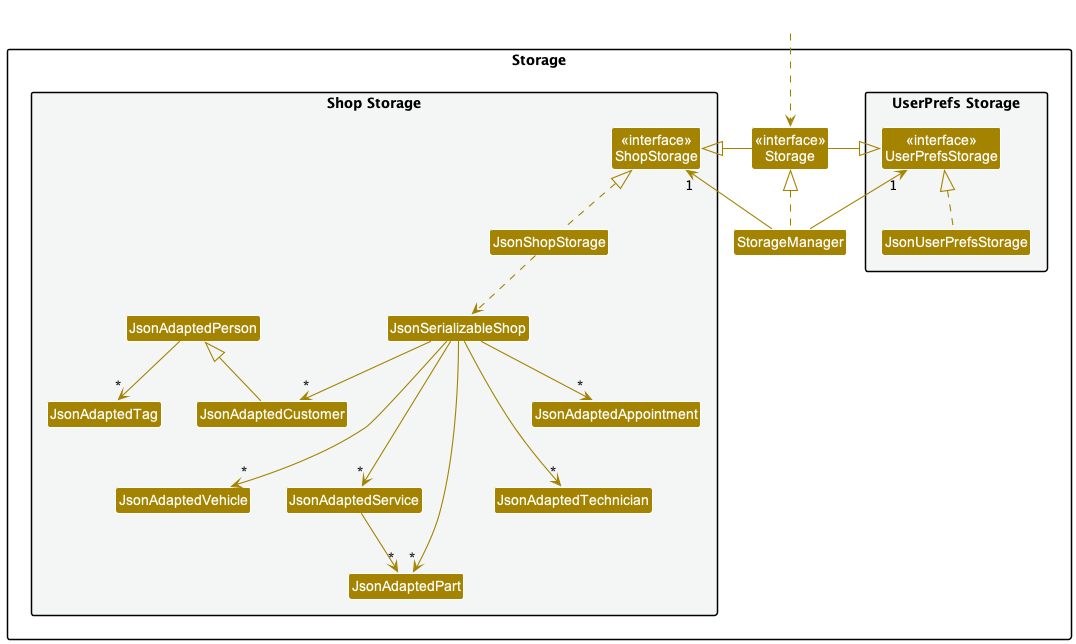 Storage
Shop Storage
UserPrefs Storage
«interface»
ShopStorage
«interface»
Storage
«interface»
UserPrefsStorage
1
1
JsonShopStorage
StorageManager
JsonUserPrefsStorage
JsonAdaptedPerson
JsonSerializableShop
*
*
*
JsonAdaptedTag
JsonAdaptedCustomer
JsonAdaptedAppointment
*
*
*
JsonAdaptedVehicle
JsonAdaptedService
JsonAdaptedTechnician
*
*
JsonAdaptedPart